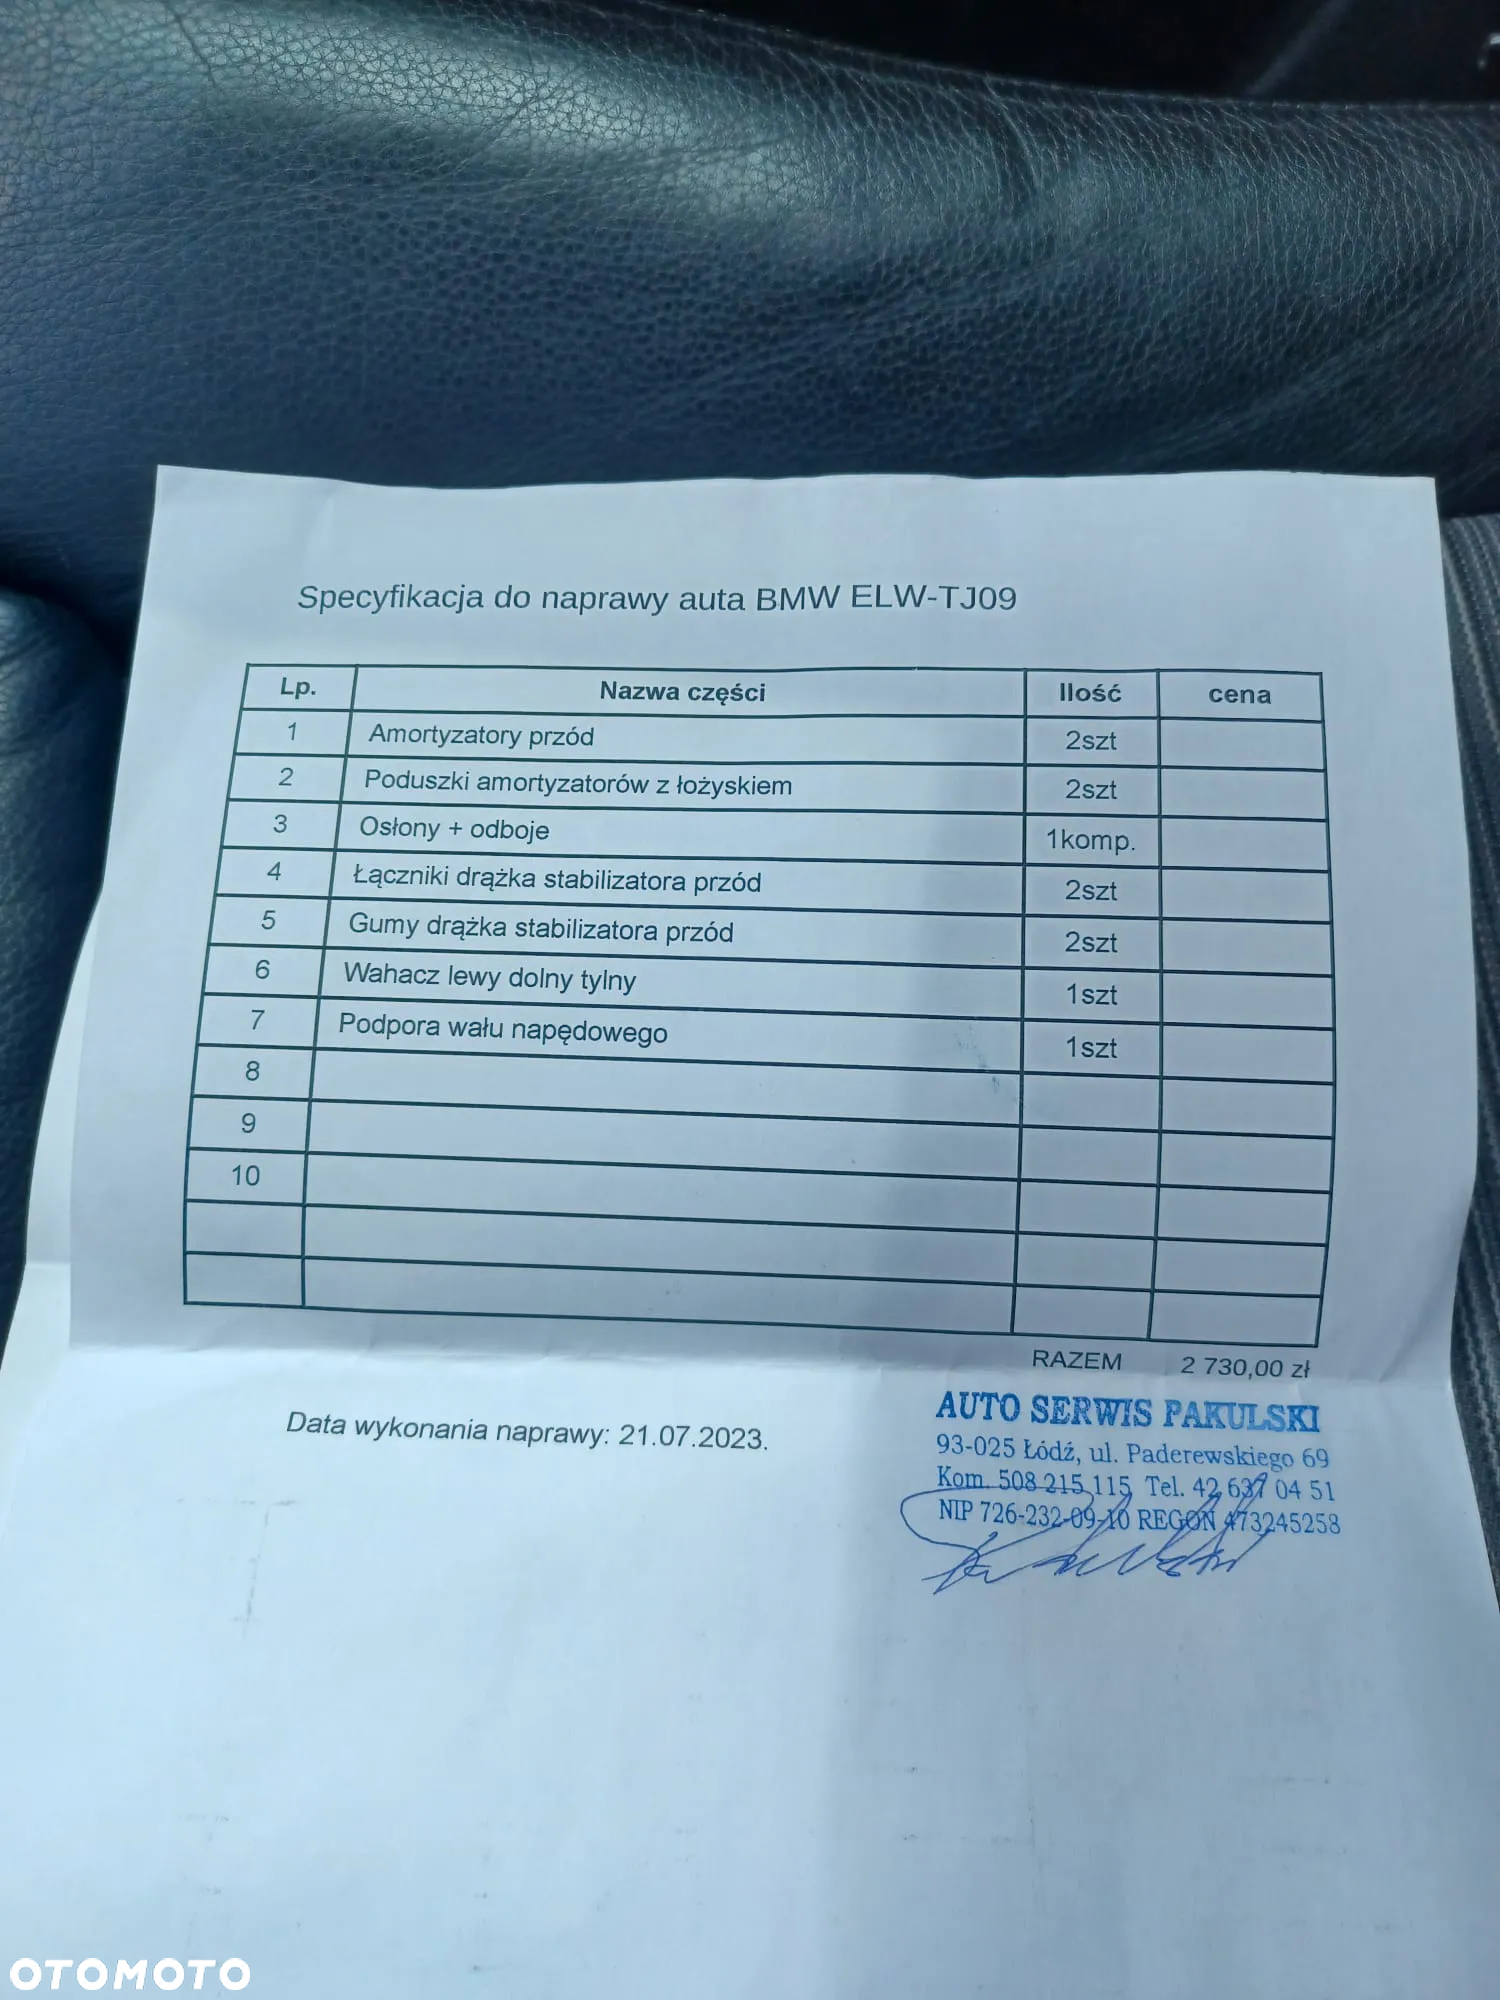 Specyfikacja do naprawy auta BMW ELW-TJ09
Lp. Nazwa części Ilość cena
1 Amortyzatory przód 2szt
2 Poduszki amortyzatorów z łożyskiem 2szt
3 Osłony + odboje 1komp.
4 Łączniki drążka stabilizatora przód 2szt
5 Gumy drążka stabilizatora przód 2szt
6 Wahacz lewy dolny tylny 1szt
7 Podpora wału napędowego 1szt
8
9
10
RAZEM 2 730,00 zł
Data wykonania naprawy: 21.07.2023.
AUTO SERWIS PAKULSKI
93-025 Łódź, ul. Paderewskiego 69
Kom. 508 215 115 Tel. 42 637 04 51
NIP 726-232-09-10 REGON 473245258
OTOMOTO